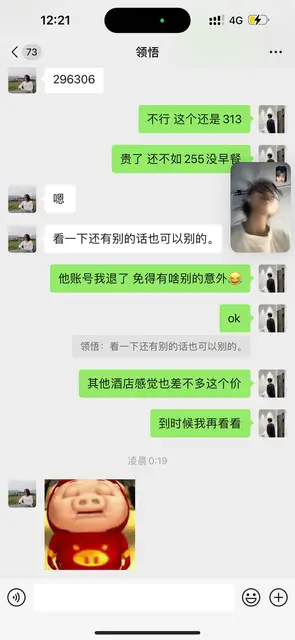 12:21
4G
73
领悟
296306
不行 这个还是313
贵了 还不如255没早餐
嗯
看一下还有别的话也可以别的。
他账号我退了 免得有啥别的意外😂
ok
领悟：看一下还有别的话也可以别的。
其他酒店感觉也差不多这个价
到时候我再看看
凌晨 0:19